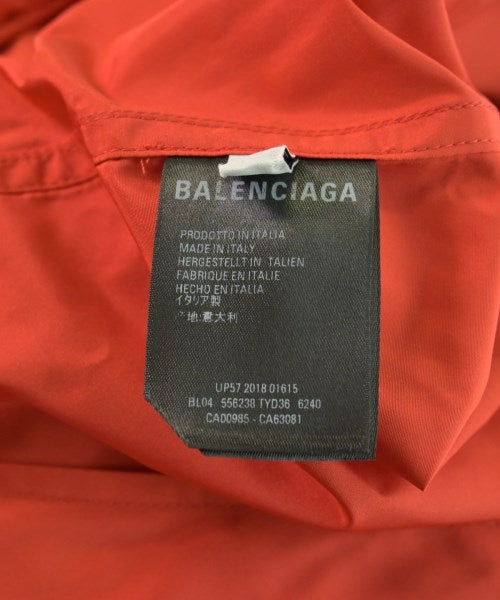 BALENCIAGA
PRODOTTO IN ITALIA
MADE IN ITALY
HERGESTELLT IN TALIEN
FABRIQUE EN ITALIE
HECHO EN ITALIA
イタリア製
产地:意大利
UP57 2018 01615
BL04 556238 TYD36 6240
CA00985 - CA63081